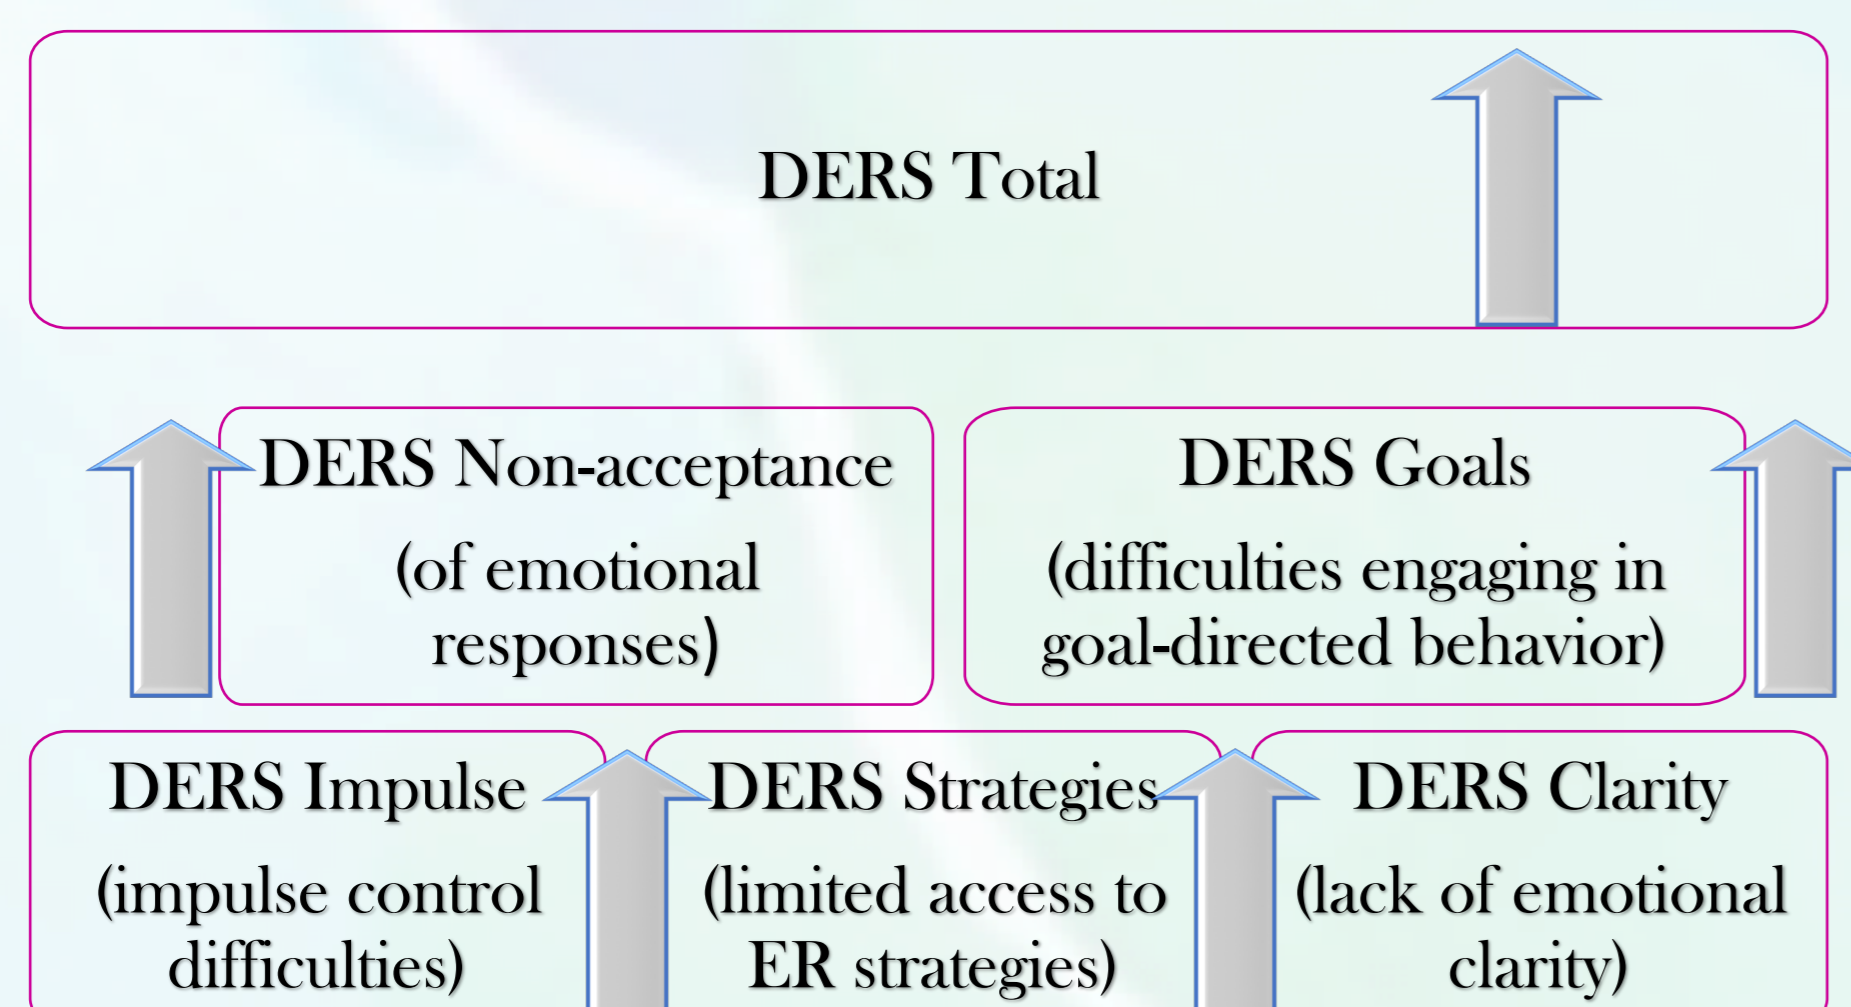 DERS Total
DERS Non-acceptance
(of emotional
responses)
DERS Goals
(difficulties engaging in
goal-directed behavior)
DERS Impulse
(impulse control
difficulties)
DERS Strategies
(limited access to
ER strategies)
DERS Clarity
(lack of emotional
clarity)